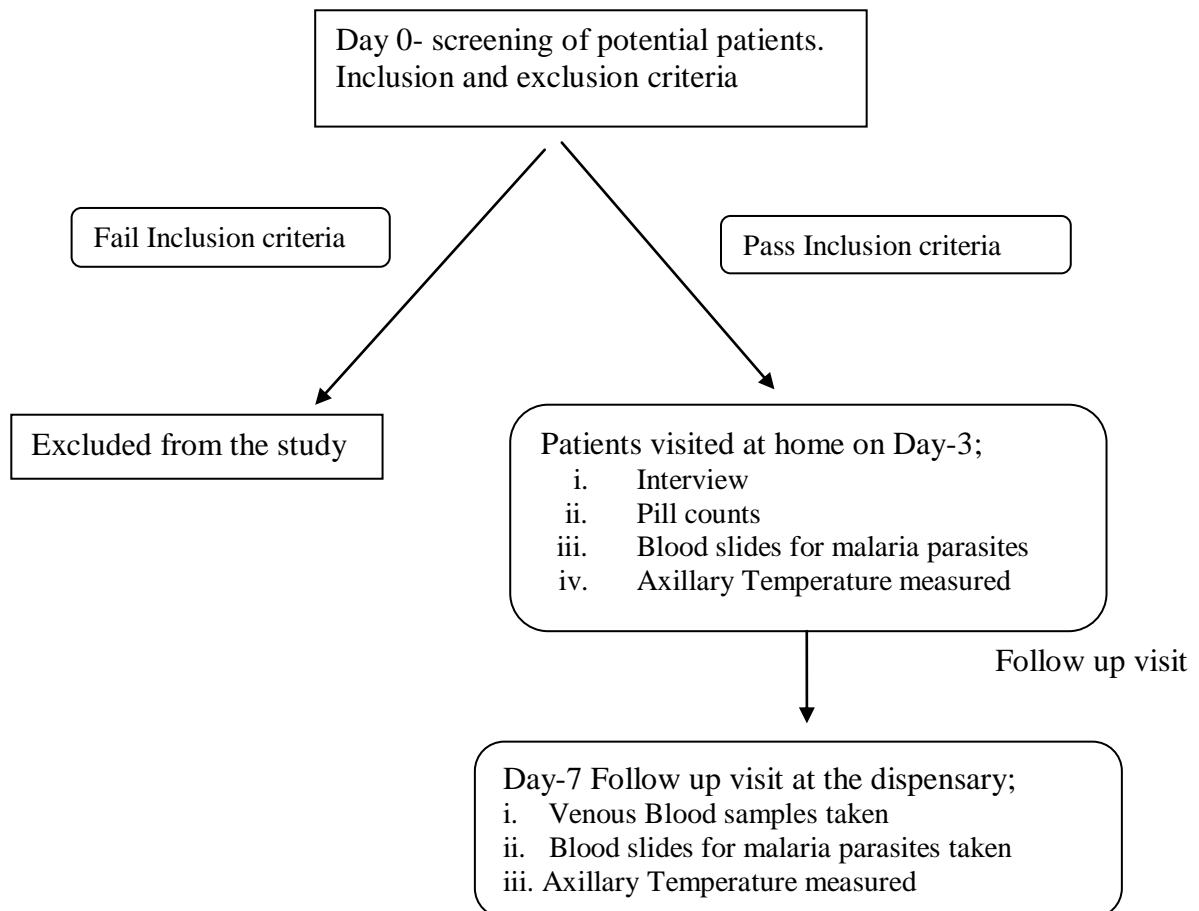 Day 0- screening of potential patients.
Inclusion and exclusion criteria
Fail Inclusion criteria
Pass Inclusion criteria
Excluded from the study
Patients visited at home on Day-3;
i. Interview
ii. Pill counts
iii. Blood slides for malaria parasites
iv. Axillary Temperature measured
Follow up visit
Day-7 Follow up visit at the dispensary;
i. Venous Blood samples taken
ii. Blood slides for malaria parasites taken
iii. Axillary Temperature measured